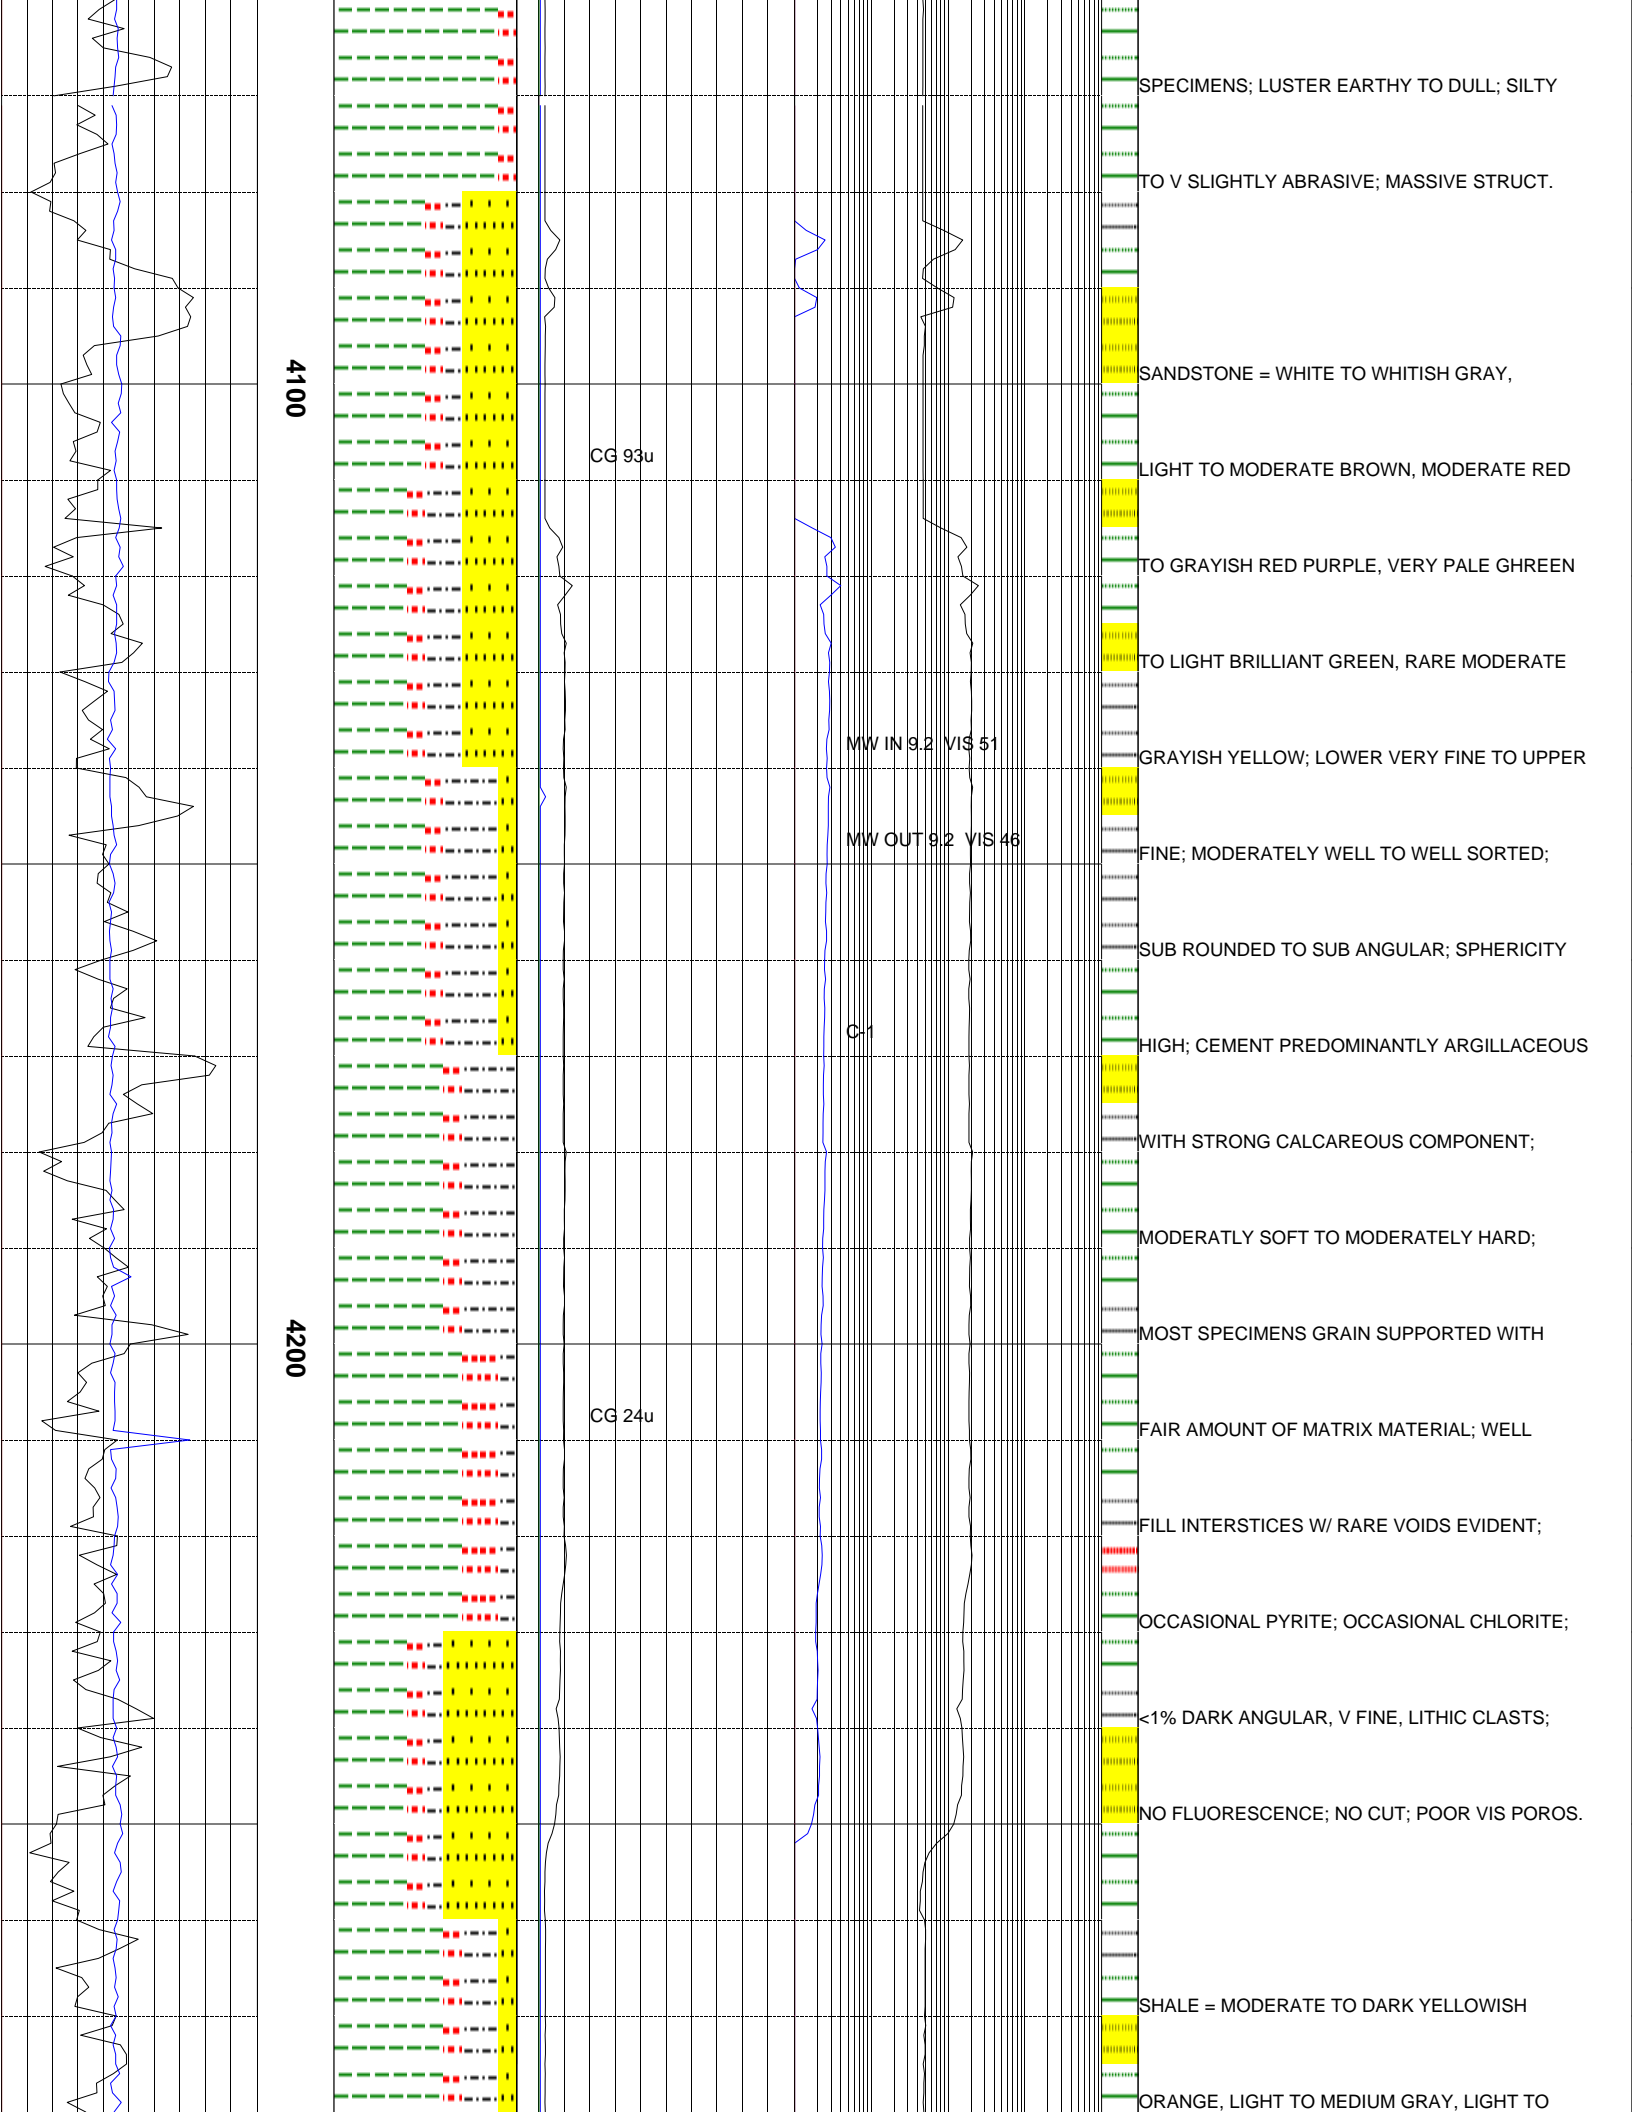 SPECIMENS; LUSTER EARTHY TO DULL; SILTY
TO V SLIGHTLY ABRASIVE; MASSIVE STRUCT.
4100
SANDSTONE = WHITE TO WHITISH GRAY,
CG 93u
LIGHT TO MODERATE BROWN, MODERATE RED
TO GRAYISH RED PURPLE, VERY PALE GHREEN
TO LIGHT BRILLIANT GREEN, RARE MODERATE
MW IN 9.2 VIS 51
GRAYISH YELLOW; LOWER VERY FINE TO UPPER
MW OUT 9.2 VIS 46
FINE; MODERATELY WELL TO WELL SORTED;
SUB ROUNDED TO SUB ANGULAR; SPHERICITY
C-1
HIGH; CEMENT PREDOMINANTLY ARGILLACEOUS
WITH STRONG CALCAREOUS COMPONENT;
MODERATLY SOFT TO MODERATELY HARD;
4200
MOST SPECIMENS GRAIN SUPPORTED WITH
CG 24u
FAIR AMOUNT OF MATRIX MATERIAL; WELL
FILL INTERSTICES W/ RARE VOIDS EVIDENT;
OCCASIONAL PYRITE; OCCASIONAL CHLORITE;
<1% DARK ANGULAR, V FINE, LITHIC CLASTS;
NO FLUORESCENCE; NO CUT; POOR VIS POROS.
SHALE = MODERATE TO DARK YELLOWISH
ORANGE, LIGHT TO MEDIUM GRAY, LIGHT TO